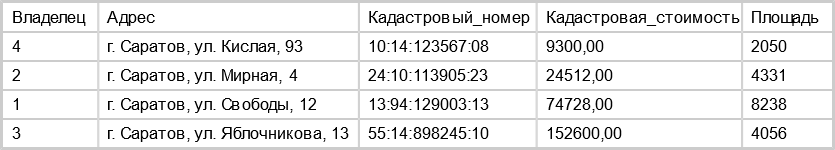 Владелец Адрес Кадастровый_номер Кадастровая_стоимость Площадь
4 г. Саратов, ул. Кислая, 93 10:14:123567:08 9300,00 2050
2 г. Саратов, ул. Мирная, 4 24:10:113905:23 24512,00 4331
1 г. Саратов, ул. Свободы, 12 13:94:129003:13 74728,00 8238
3 г. Саратов, ул. Яблочникова, 13 55:14:898245:10 152600,00 4056